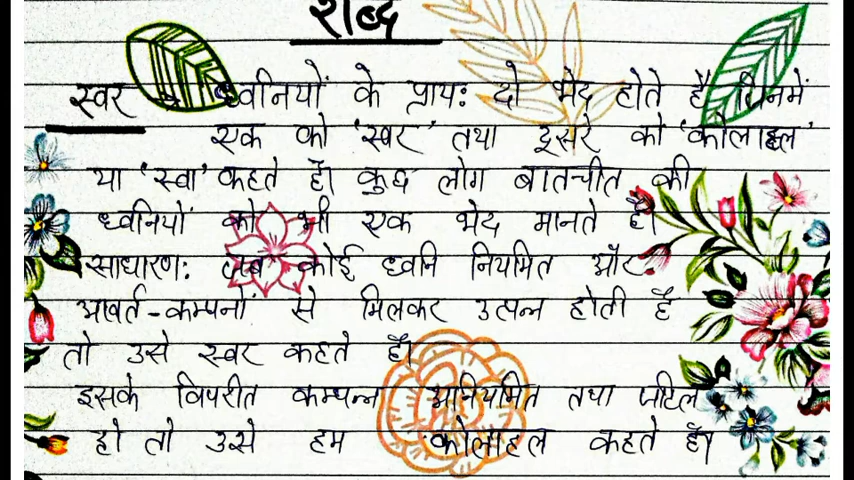 शब्द
स्वर → ध्वनियों के प्रायः दो भेद होते हैं जिनमें
एक को 'स्वर' तथा दुसरे को 'कोलाहल'
या 'स्वा' कहते हैं। कुछ लोग बातचीत की
ध्वनियों को भी एक भेद मानते हैं।
साधारणः जब कोई ध्वनि नियमित और
आवर्त-कम्पनों से मिलकर उत्पन्न होती है
तो उसे स्वर कहते हैं।
इसके विपरीत कम्पन्न अनियमित तथा जटिल
हो तो उसे हम कोलाहल कहते हैं।